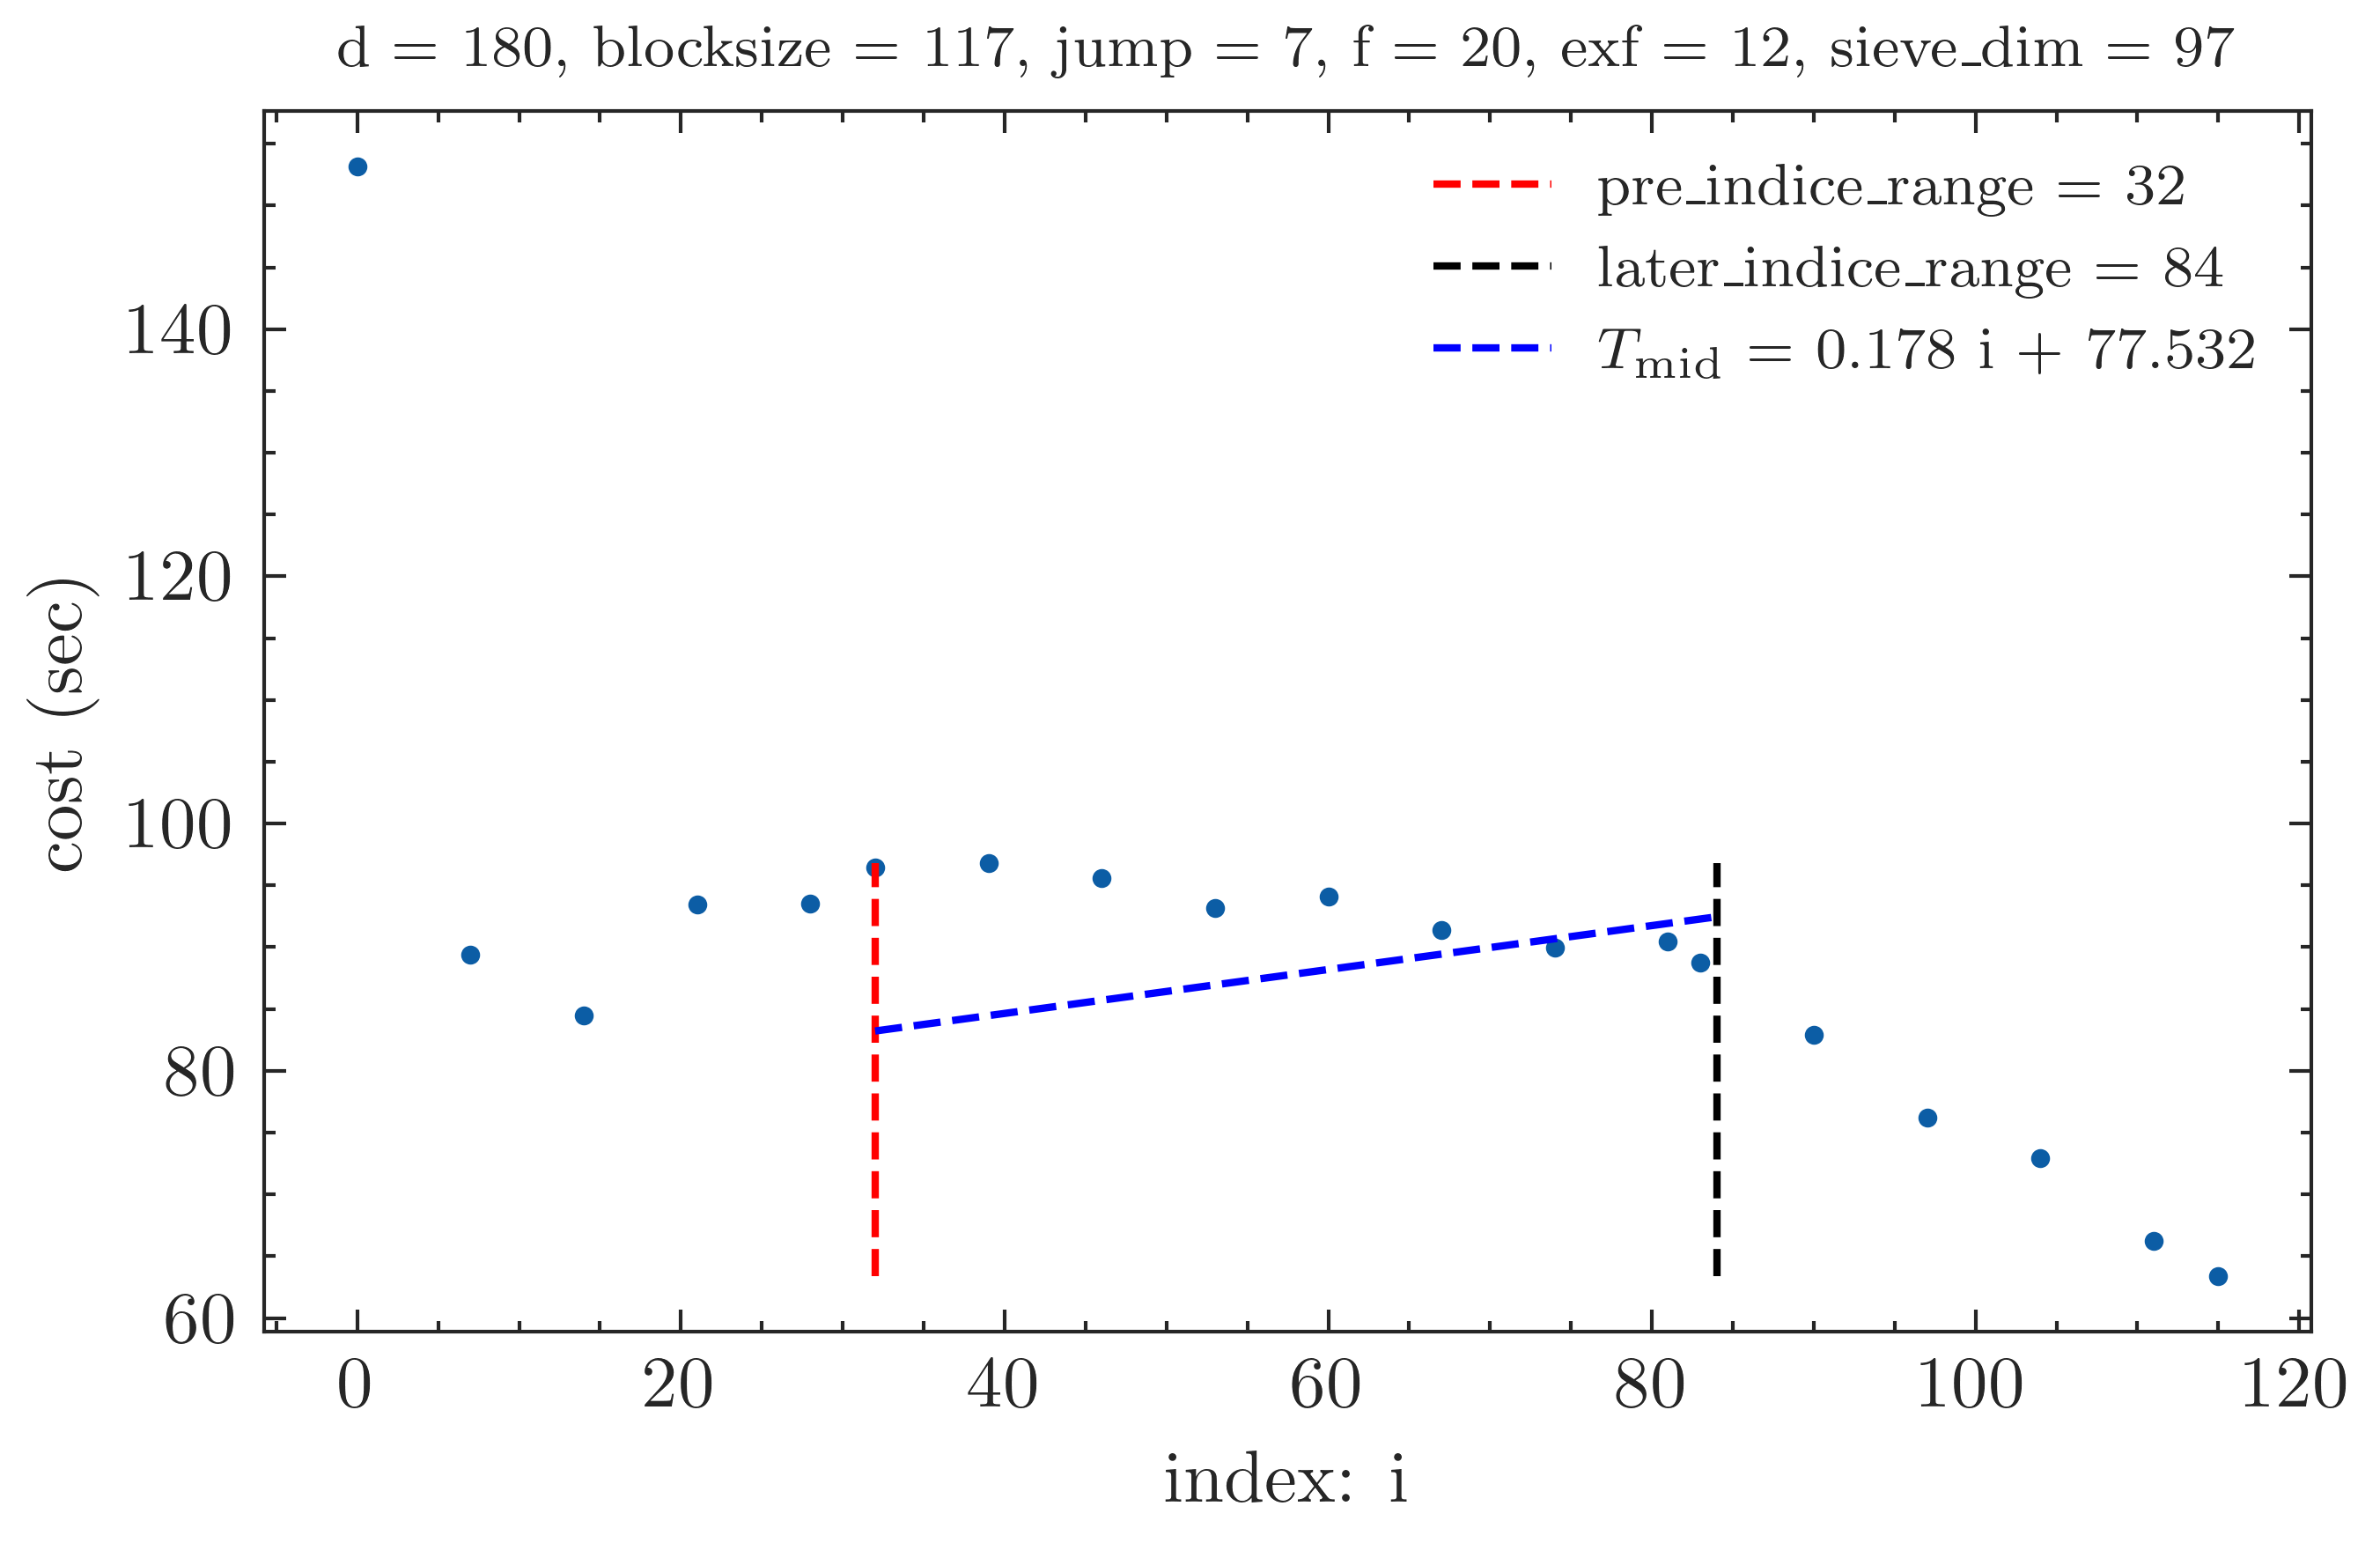 d = 180, blocksize = 117, jump = 7, f = 20, exf = 12, sieve_dim = 97
pre_indice_range = 32
later_indice_range = 84
T_mid = 0.178 i + 77.532
cost (sec)
140
120
100
80
60
0 20 40 60 80 100 120
index: i